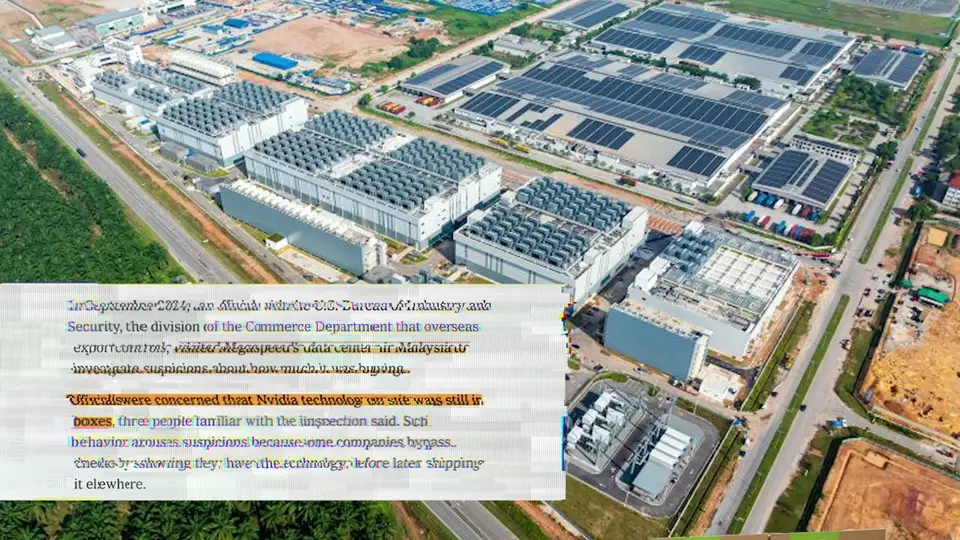 In September 2024, an official with the U.S. Bureau of Industry and
Security, the division of the Commerce Department that overseas
export controls, visited Megaspeed's data center in Malaysia to
investgate suspicions about how much it was buying.
Officials were concerned that Nvidia technology on site was still in
boxes, three people familiar with the inspection said. Such
behavior arouses suspicions because some companies bypass
checks by showing they have the technology before later shipping
it elewhere.